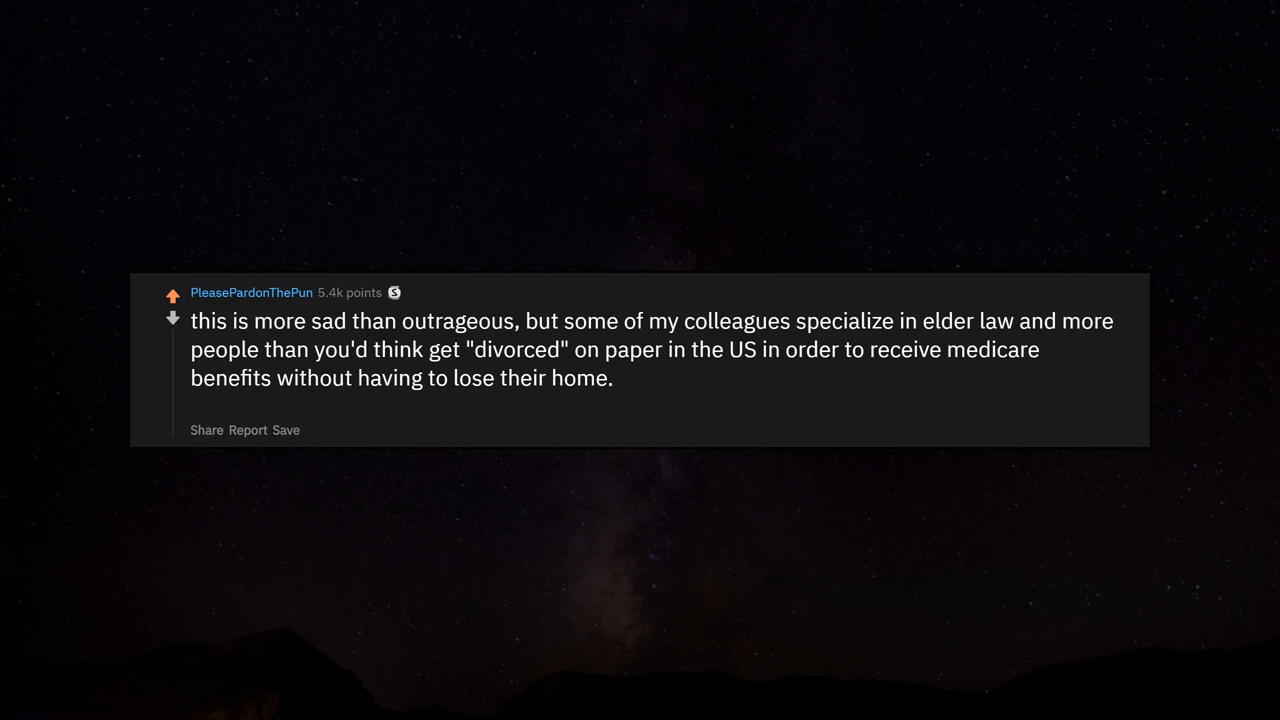 PleasePardonThePun 5.4k points S
this is more sad than outrageous, but some of my colleagues specialize in elder law and more
people than you'd think get "divorced" on paper in the US in order to receive medicare
benefits without having to lose their home.
Share Report Save